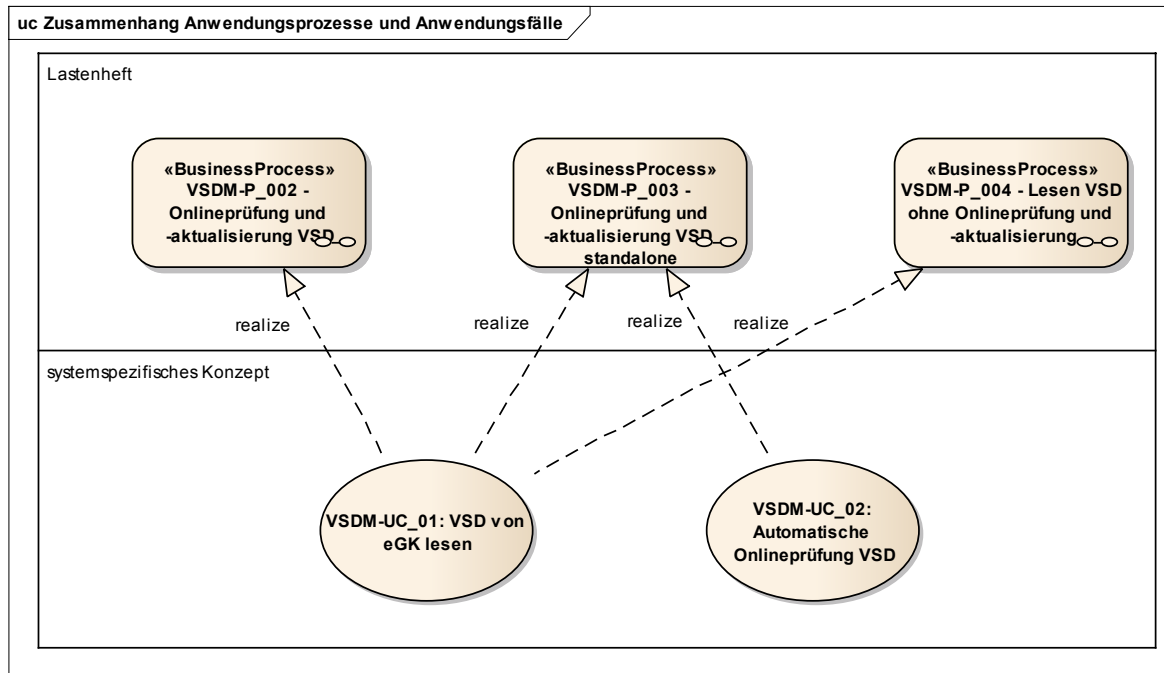 uc Zusammenhang Anwendungsprozesse und Anwendungsfälle
Lastenheft
«BusinessProcess»
VSDM-P_002 -
Onlineprüfung und
-aktualisierung VSD
«BusinessProcess»
VSDM-P_003 -
Onlineprüfung und
-aktualisierung VSD
standalone
«BusinessProcess»
VSDM-P_004 - Lesen VSD
ohne Onlineprüfung und
-aktualisierung
realize
realize
realize
realize
systemspezifisches Konzept
VSDM-UC_01: VSD von
eGK lesen
VSDM-UC_02:
Automatische
Onlineprüfung VSD